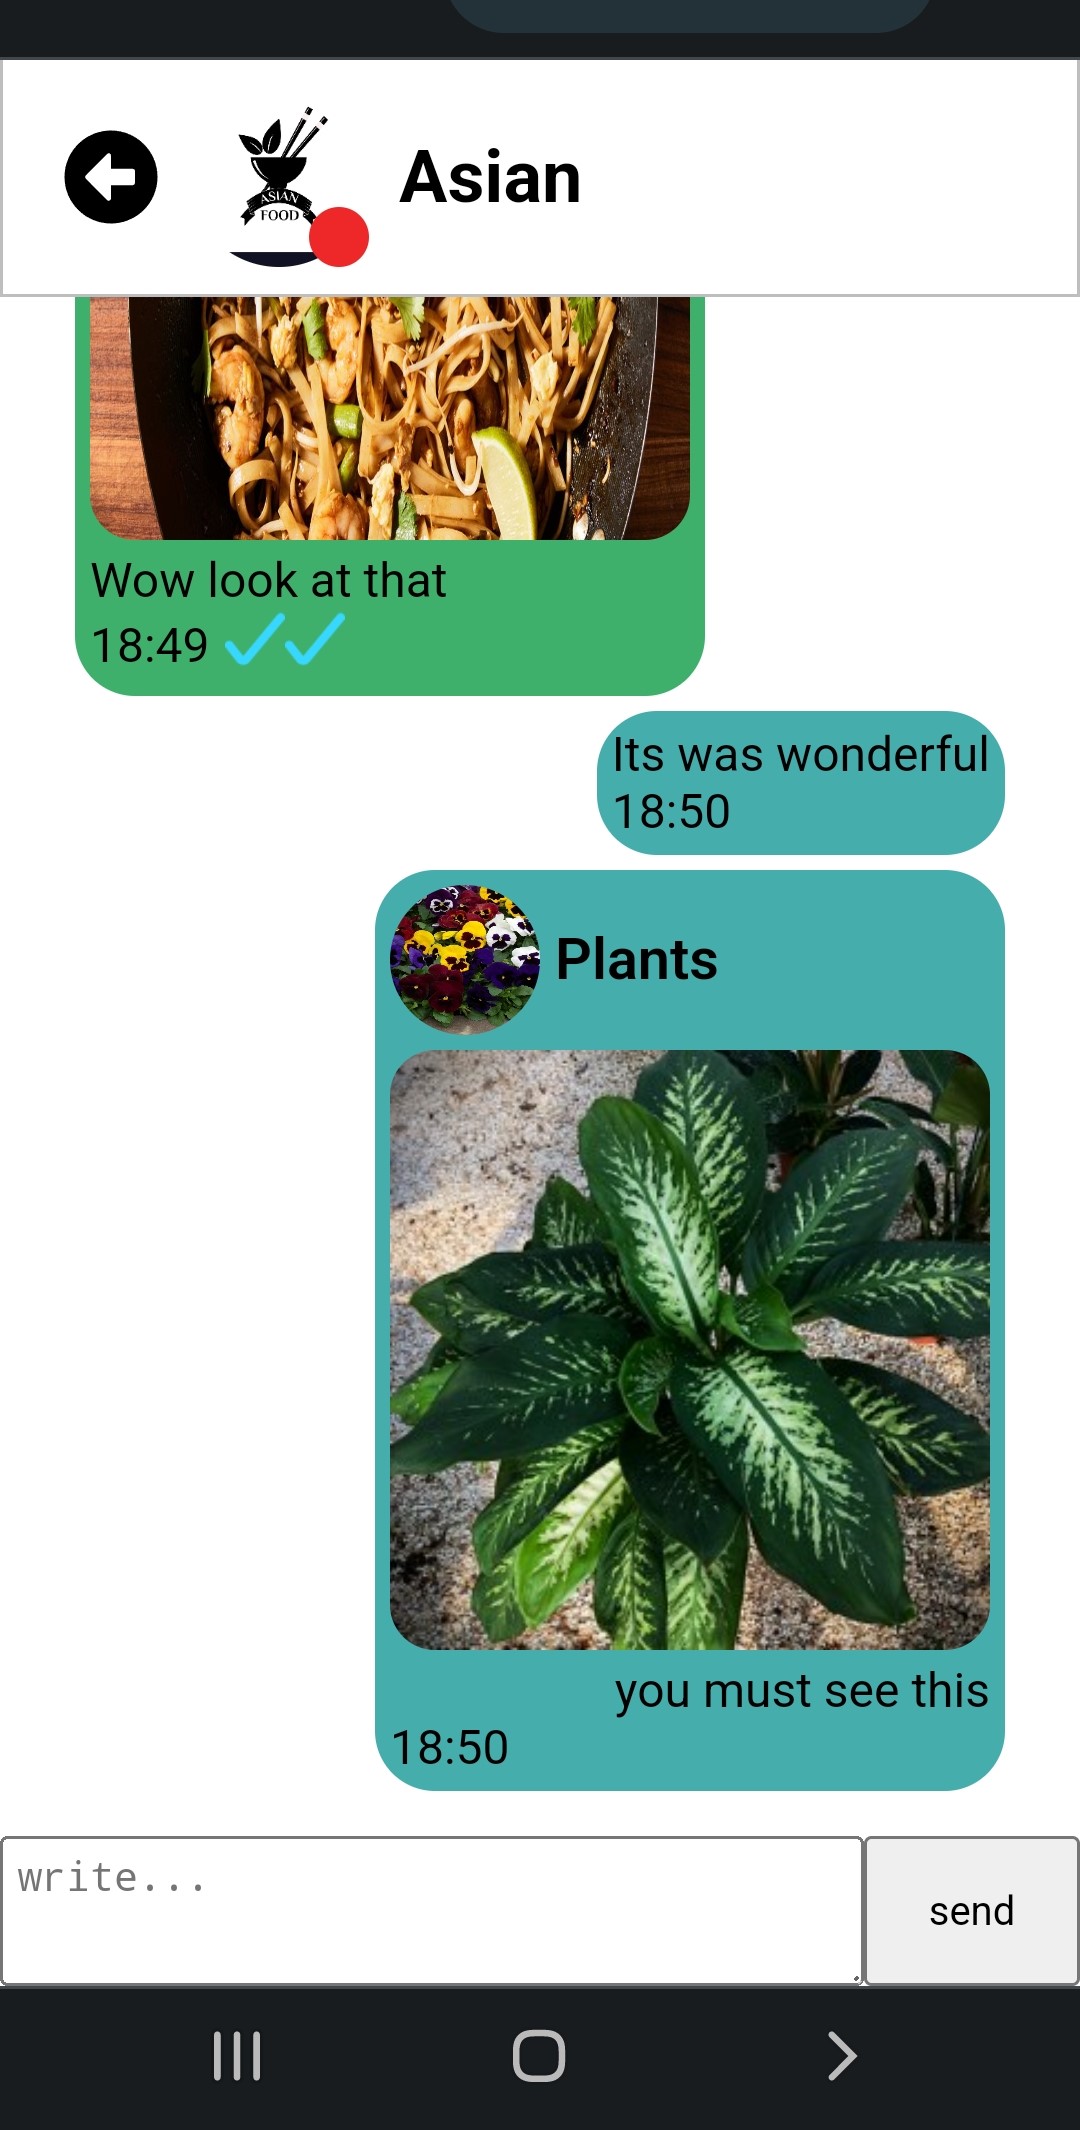 ASIAN
FOOD
Asian
Wow look at that
18:49
Its was wonderful
18:50
Plants
you must see this
18:50
write...
send